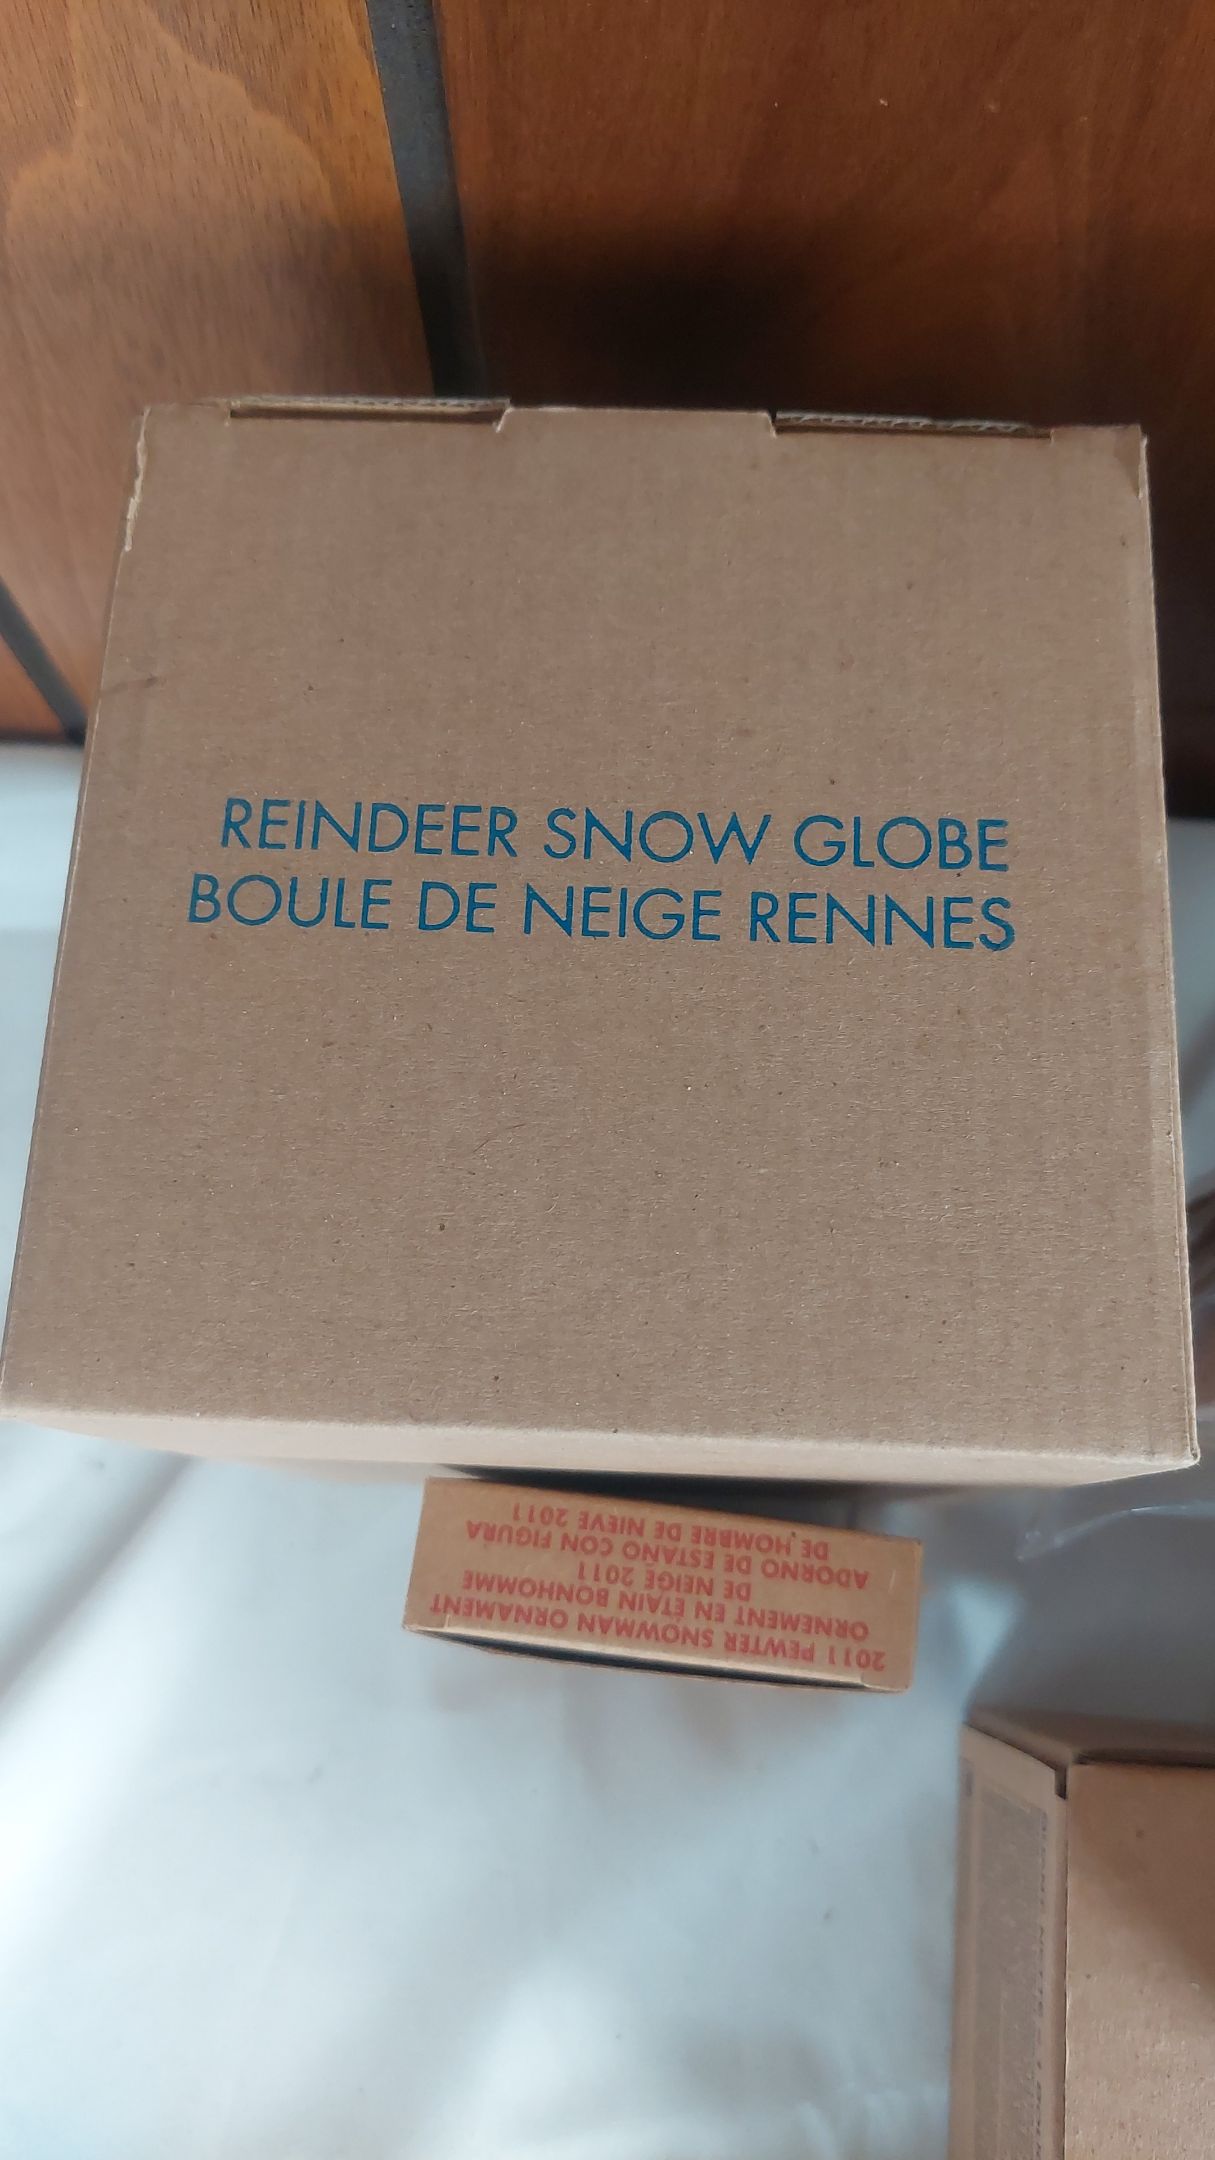 REINDEER SNOW GLOBE
BOULE DE NEIGE RENNES
2011 PEWTER SNOWMAN ORNAMENT
ORNEMENT EN ÉTAIN BONHOMME
DE NEIGE 2011
ADORNO DE ESTAÑO CON FIGURA
DE HOMBRE DE NIEVE 2011